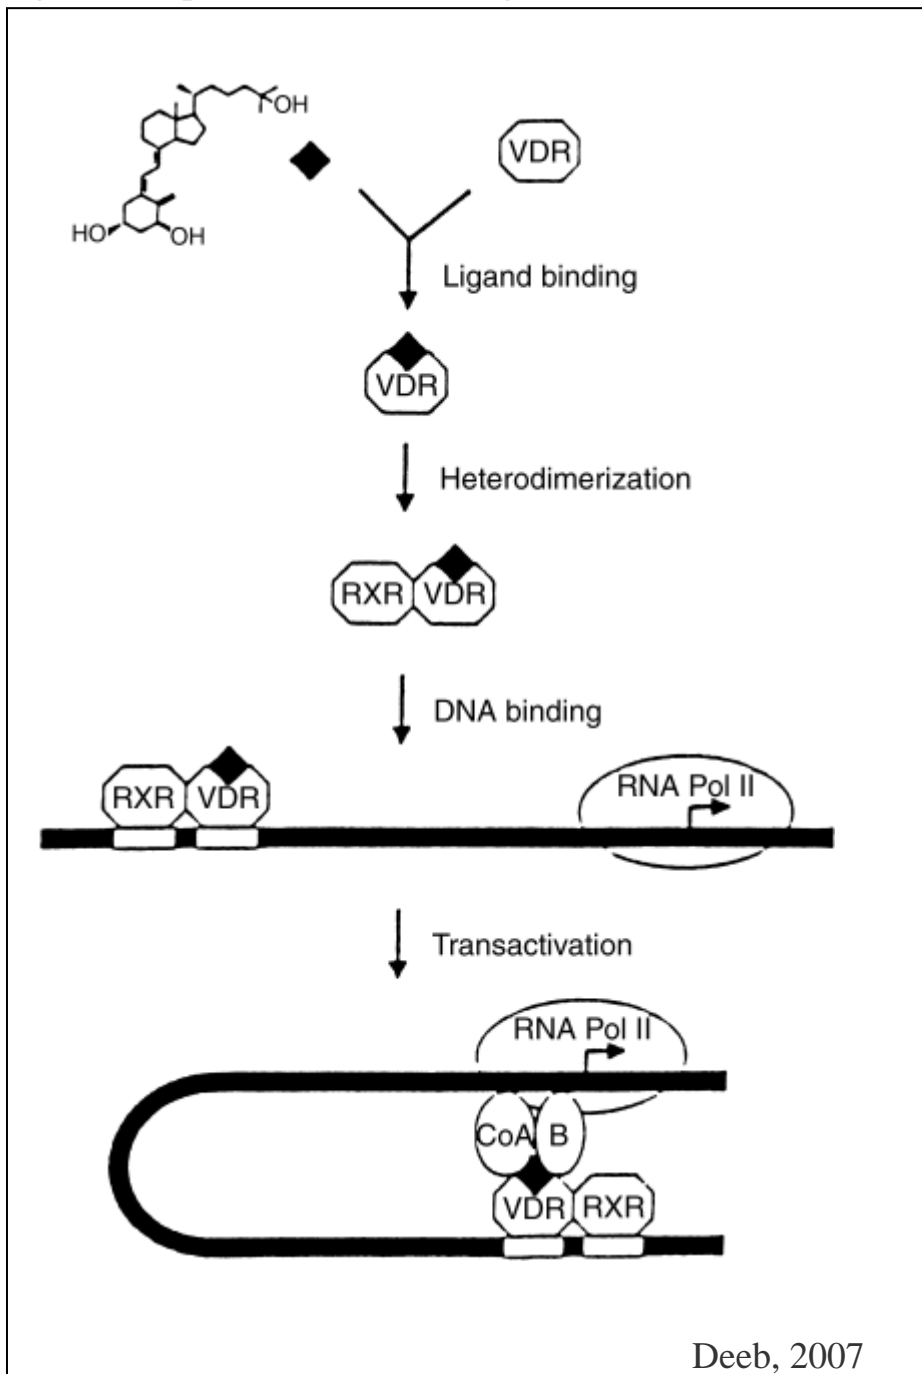 OH
VDR
HO
OH
Ligand binding
VDR
Heterodimerization
RXR VDR
DNA binding
RXR VDR
RNA Pol II
Transactivation
RNA Pol II
CoA B
VDR RXR
Deeb, 2007